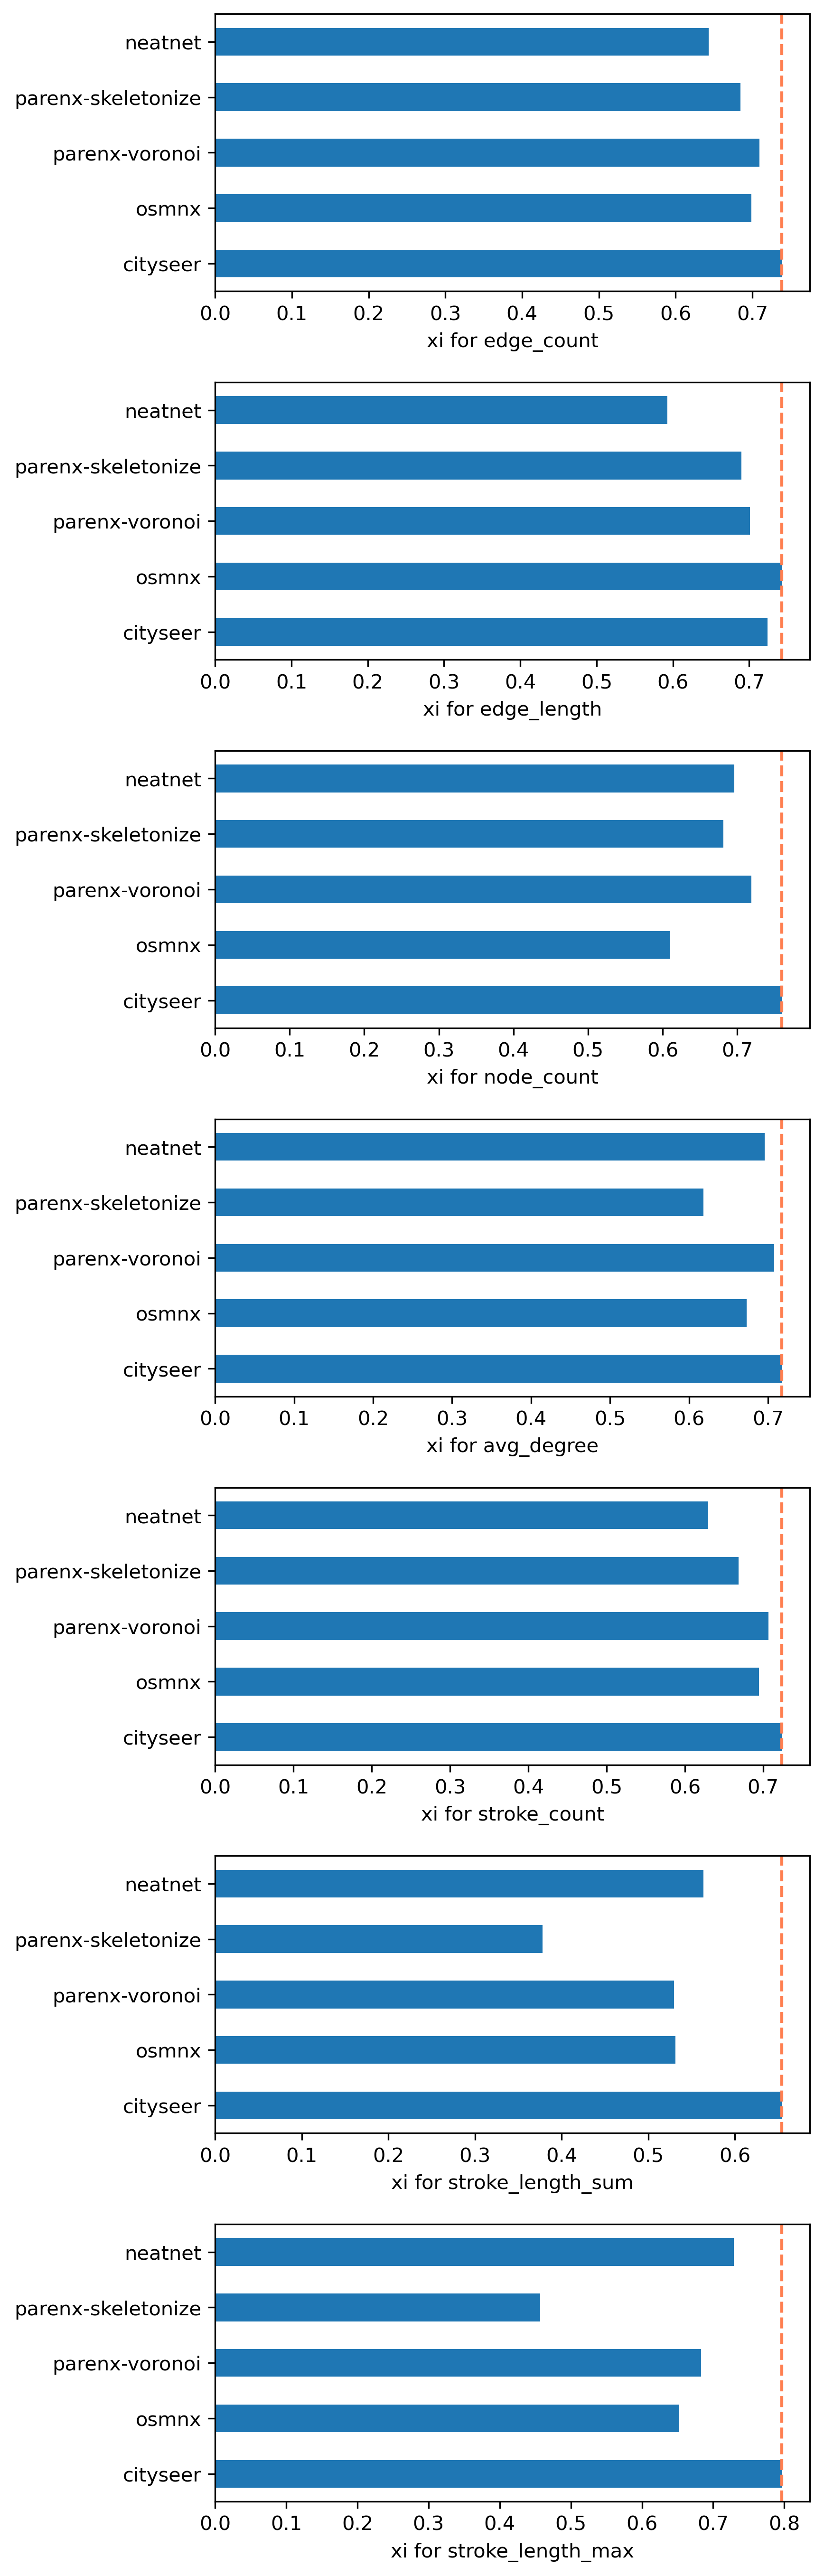 neatnet
parenx-skeletonize
parenx-voronoi
osmnx
cityseer
0.0 0.1 0.2 0.3 0.4 0.5 0.6 0.7
xi for edge_count
neatnet
parenx-skeletonize
parenx-voronoi
osmnx
cityseer
0.0 0.1 0.2 0.3 0.4 0.5 0.6 0.7
xi for edge_length
neatnet
parenx-skeletonize
parenx-voronoi
osmnx
cityseer
0.0 0.1 0.2 0.3 0.4 0.5 0.6 0.7
xi for node_count
neatnet
parenx-skeletonize
parenx-voronoi
osmnx
cityseer
0.0 0.1 0.2 0.3 0.4 0.5 0.6 0.7
xi for avg_degree
neatnet
parenx-skeletonize
parenx-voronoi
osmnx
cityseer
0.0 0.1 0.2 0.3 0.4 0.5 0.6 0.7
xi for stroke_count
neatnet
parenx-skeletonize
parenx-voronoi
osmnx
cityseer
0.0 0.1 0.2 0.3 0.4 0.5 0.6
xi for stroke_length_sum
neatnet
parenx-skeletonize
parenx-voronoi
osmnx
cityseer
0.0 0.1 0.2 0.3 0.4 0.5 0.6 0.7 0.8
xi for stroke_length_max